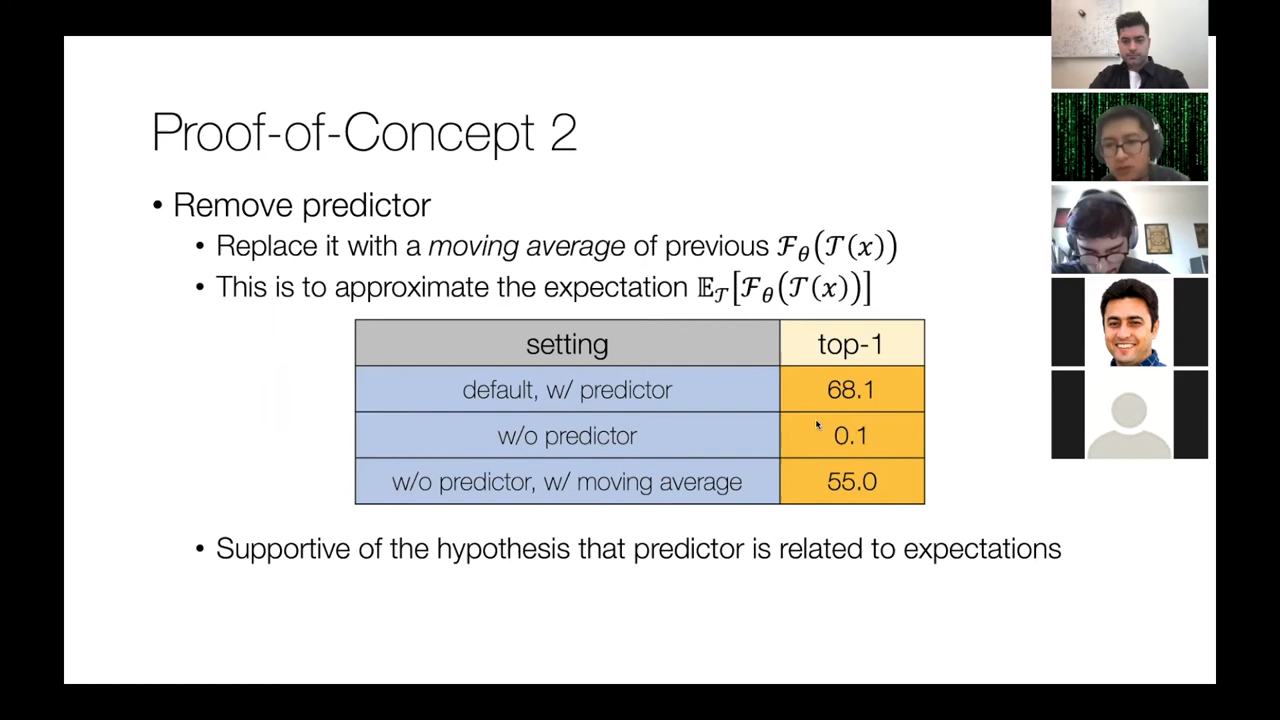 Proof-of-Concept 2
• Remove predictor
• Replace it with a moving average of previous ℱ_θ(𝒯(x))
• This is to approximate the expectation 𝔼_𝒯[ℱ_θ(𝒯(x))]
setting top-1
default, w/ predictor 68.1
w/o predictor 0.1
w/o predictor, w/ moving average 55.0
• Supportive of the hypothesis that predictor is related to expectations